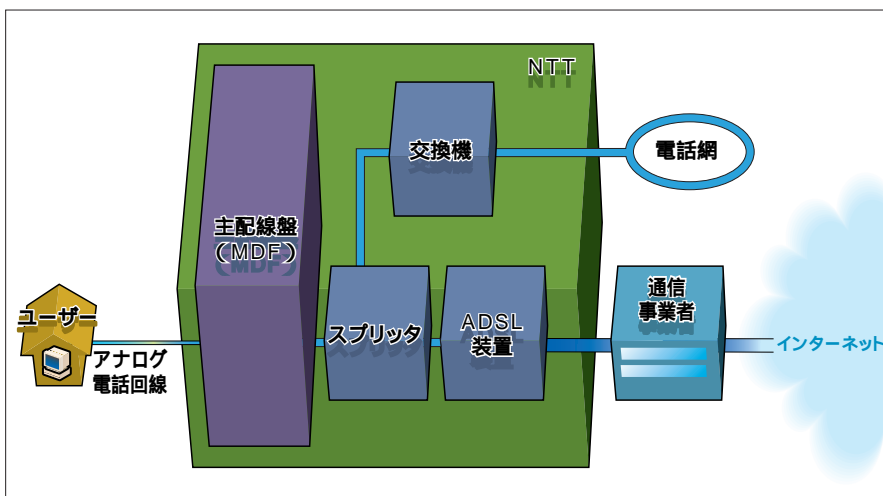 NTT
交換機
電話網
主配線盤
(MDF)
通信
事業者
ユーザー
スプリッタ
ADSL
装置
インターネット
アナログ
電話回線